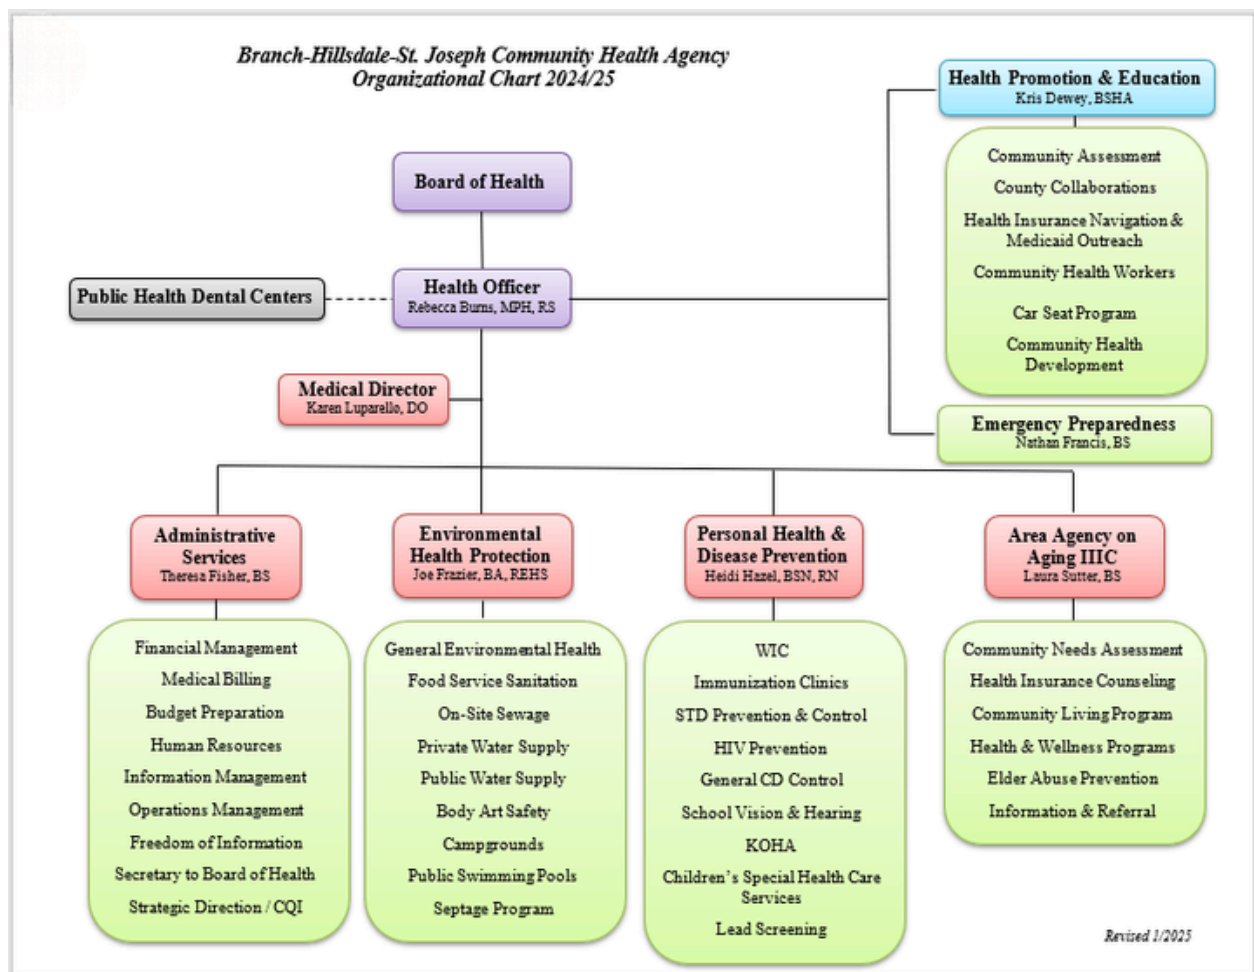 Branch-Hillsdale-St. Joseph Community Health Agency
Organizational Chart 2024/25
Health Promotion & Education
Kris Dewey, BSHA
Community Assessment
County Collaborations
Health Insurance Navigation &
Medicaid Outreach
Community Health Workers
Car Seat Program
Community Health
Development
Board of Health
Public Health Dental Centers
Health Officer
Rebecca Burns, MPH, RS
Medical Director
Karen Luparello, DO
Emergency Preparedness
Nathan Francis, BS
Administrative
Services
Theresa Fisher, BS
Financial Management
Medical Billing
Budget Preparation
Human Resources
Information Management
Operations Management
Freedom of Information
Secretary to Board of Health
Strategic Direction / CQI
Environmental
Health Protection
Joe Frazier, BA, REHS
General Environmental Health
Food Service Sanitation
On-Site Sewage
Private Water Supply
Public Water Supply
Body Art Safety
Campgrounds
Public Swimming Pools
Septage Program
Personal Health &
Disease Prevention
Heidi Hazel, BSN, RN
WIC
Immunization Clinics
STD Prevention & Control
HIV Prevention
General CD Control
School Vision & Hearing
KOHA
Children's Special Health Care
Services
Lead Screening
Area Agency on
Aging IIIC
Laura Sutter, BS
Community Needs Assessment
Health Insurance Counseling
Community Living Program
Health & Wellness Programs
Elder Abuse Prevention
Information & Referral
Revised 1/2025